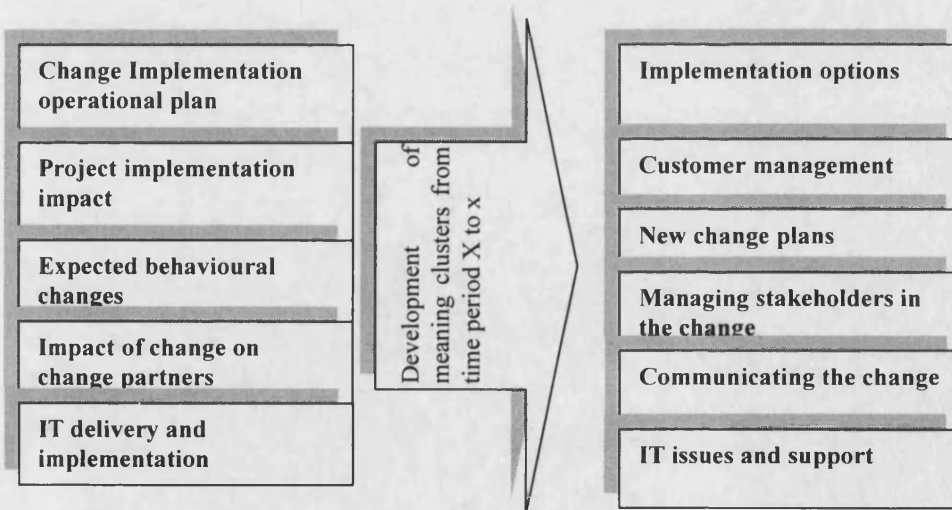 Change Implementation
operational plan
Project implementation
impact
Expected behavioural
changes
Impact of change on
change partners
IT delivery and
implementation
Development of
meaning clusters from
time period X to x
Implementation options
Customer management
New change plans
Managing stakeholders in
the change
Communicating the change
IT issues and support